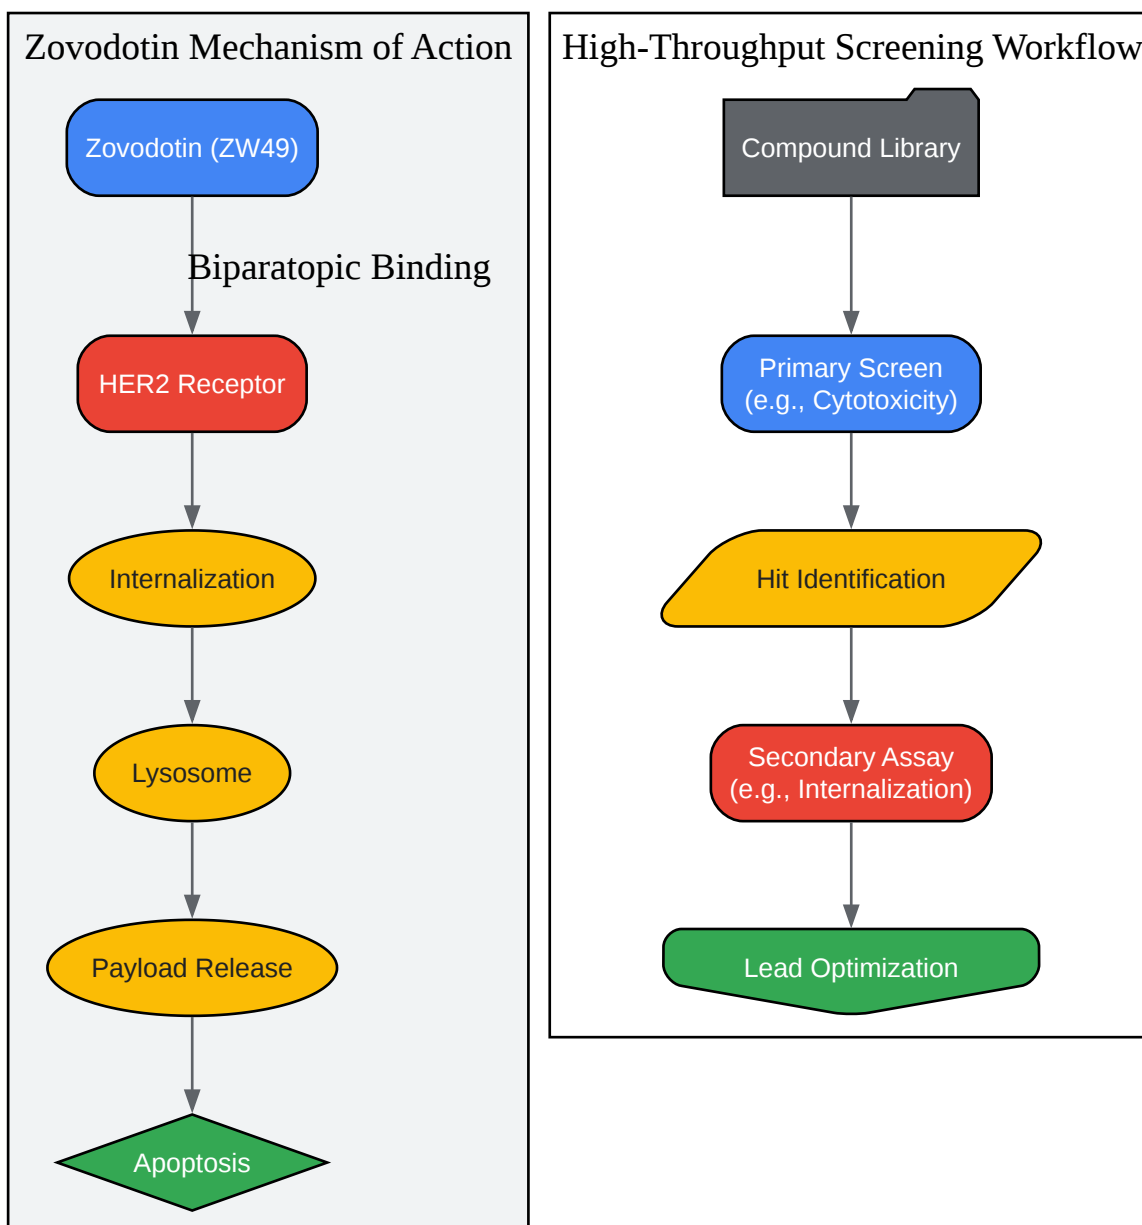 Zovodotin Mechanism of Action
Zovodotin (ZW49)
Biparatopic Binding
HER2 Receptor
Internalization
Lysosome
Payload Release
Apoptosis
High-Throughput Screening Workflow
Compound Library
Primary Screen
(e.g., Cytotoxicity)
Hit Identification
Secondary Assay
(e.g., Internalization)
Lead Optimization